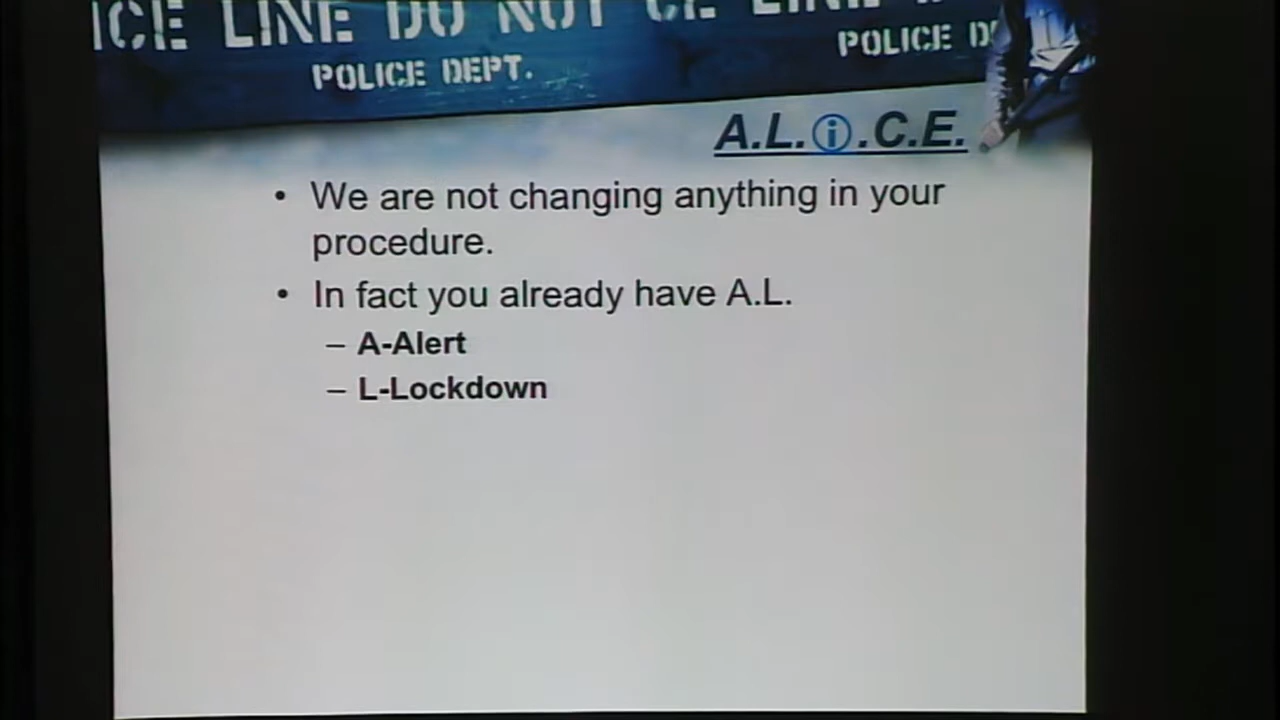 ICE LINE DO NOT
POLICE DEPT.
POLICE
A.L.ⓘ.C.E.
• We are not changing anything in your
procedure.
• In fact you already have A.L.
– A-Alert
– L-Lockdown